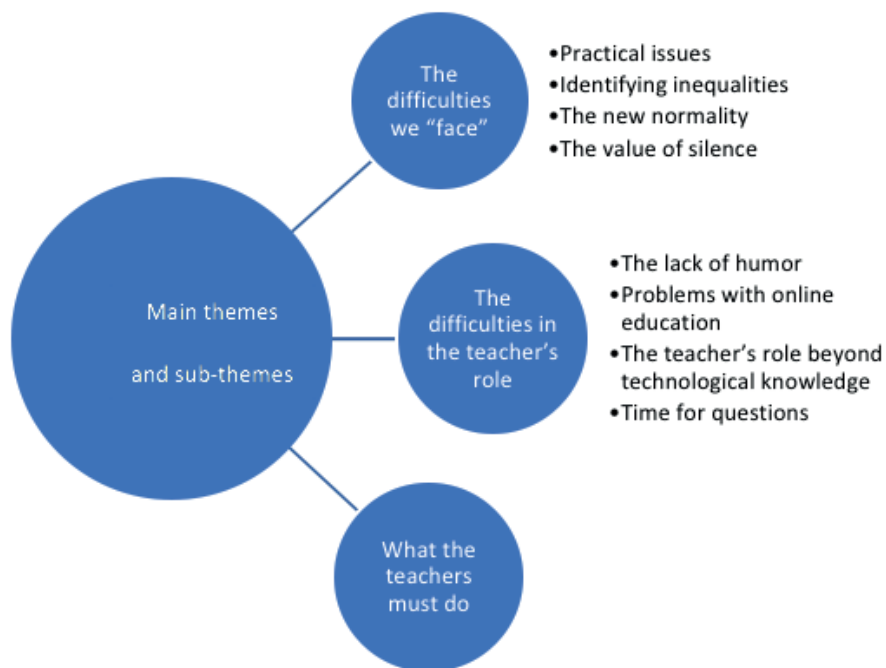 The
difficulties
we “face”
•Practical issues
•Identifying inequalities
•The new normality
•The value of silence
Main themes
and sub-themes
The
difficulties in
the teacher’s
role
•The lack of humor
•Problems with online
education
•The teacher’s role beyond
technological knowledge
•Time for questions
What the
teachers
must do